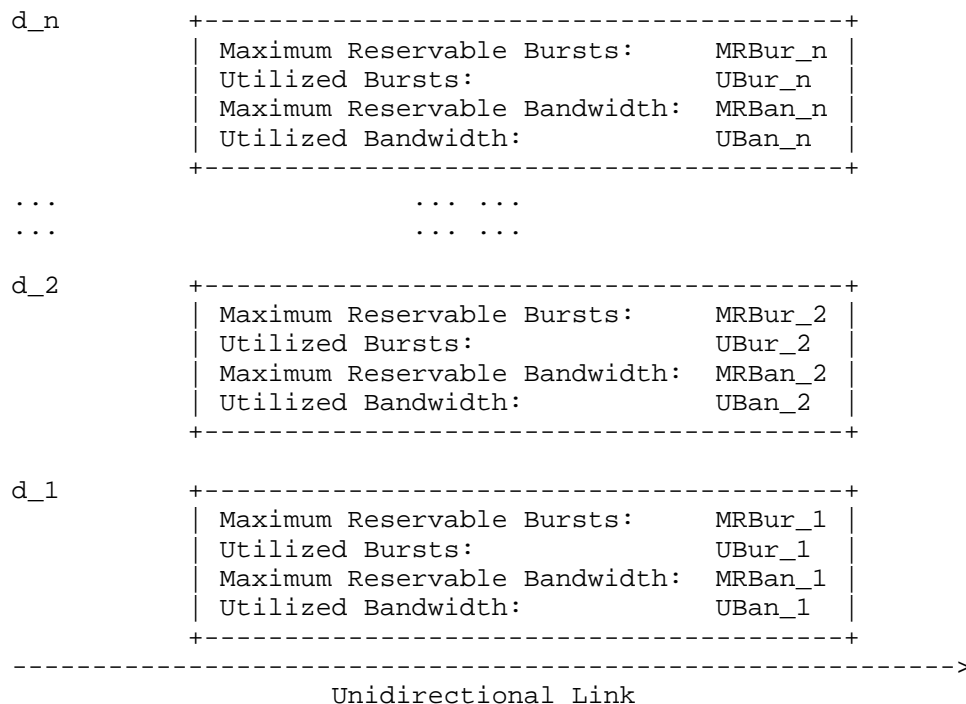 d_n +----------------------------------------+
| Maximum Reservable Bursts: MRBur_n |
| Utilized Bursts: UBur_n |
| Maximum Reservable Bandwidth: MRBan_n |
| Utilized Bandwidth: UBan_n |
+----------------------------------------+
... ... ...
... ... ...
d_2 +----------------------------------------+
| Maximum Reservable Bursts: MRBur_2 |
| Utilized Bursts: UBur_2 |
| Maximum Reservable Bandwidth: MRBan_2 |
| Utilized Bandwidth: UBan_2 |
+----------------------------------------+
d_1 +----------------------------------------+
| Maximum Reservable Bursts: MRBur_1 |
| Utilized Bursts: UBur_1 |
| Maximum Reservable Bandwidth: MRBan_1 |
| Utilized Bandwidth: UBan_1 |
+----------------------------------------+
----------------------------------------------------------->
Unidirectional Link